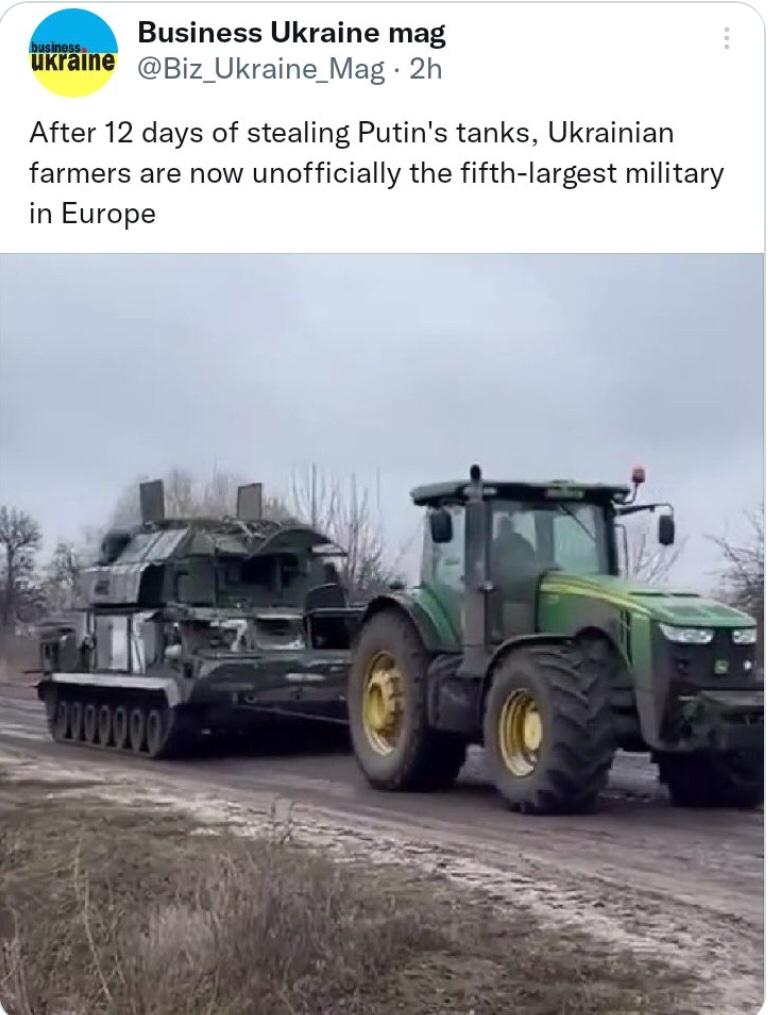 business.
ukraine
Business Ukraine mag
@Biz_Ukraine_Mag · 2h
After 12 days of stealing Putin's tanks, Ukrainian
farmers are now unofficially the fifth-largest military
in Europe